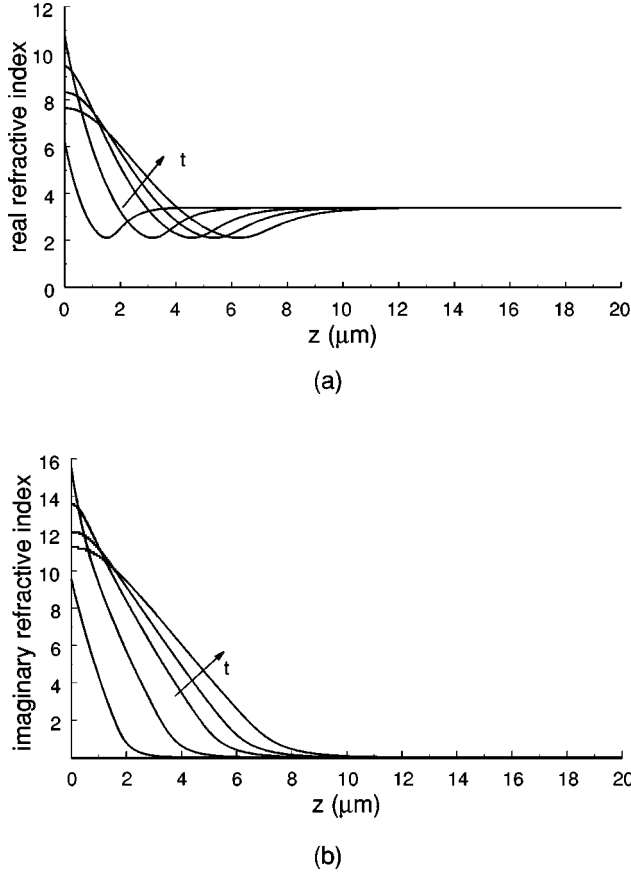 12
10
8
6
4
2
0
real refractive index
t
0 2 4 6 8 10 12 14 16 18 20
z (μm)
(a)
16
14
12
10
8
6
4
2
imaginary refractive index
t
0 2 4 6 8 10 12 14 16 18 20
z (μm)
(b)